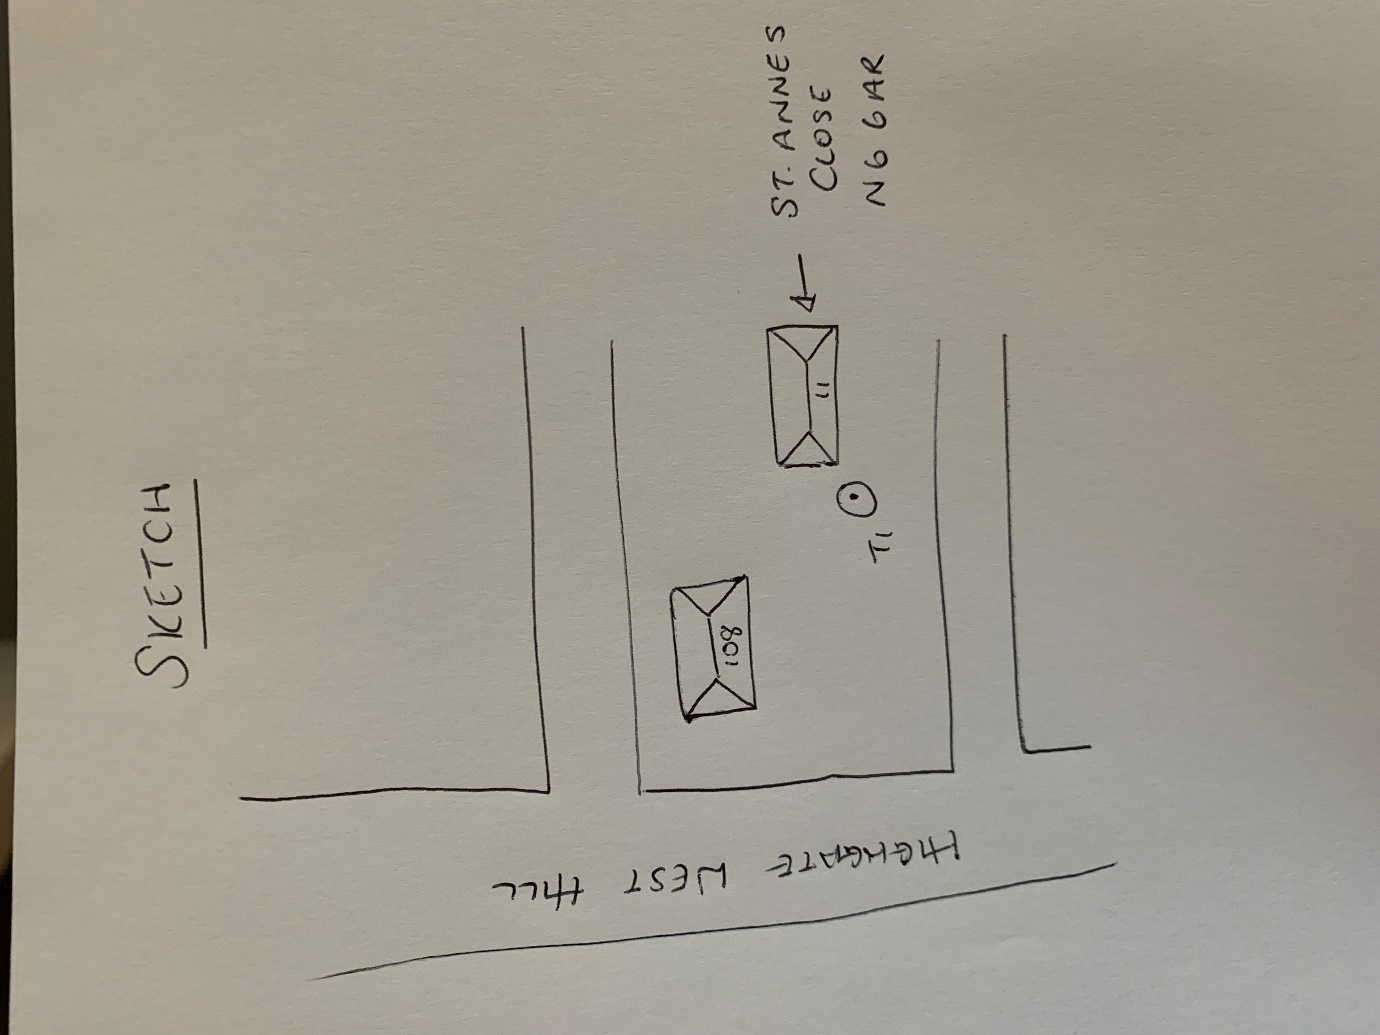 SKETCH
ST. ANNES
CLOSE
N6 6AR
11
T1
108
HIGHGATE WEST HILL